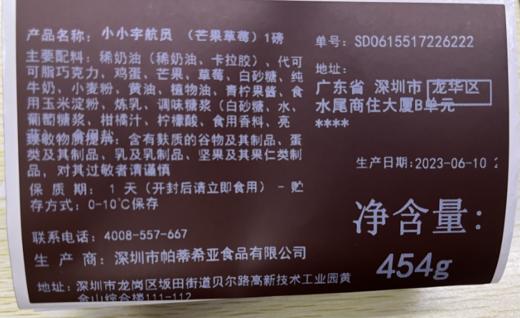 产品名称：小小宇航员（芒果草莓）1磅
主要配料：稀奶油（稀奶油、卡拉胶）、代可
可脂巧克力、鸡蛋、芒果、草莓、白砂糖、纯
牛奶、小麦粉、黄油、植物油、青柠果酱、食
用玉米淀粉、炼乳、调味糖浆（白砂糖、水、
葡萄糖浆、柑橘汁、柠檬酸、食用香料、亮
致敏物质提示：含有麸质的谷物及其制品、蛋
类及其制品、乳及乳制品、坚果及其果仁类制
品，对其过敏者请谨慎
保 质 期： 1 天（开封后请立即食用） - 贮
存方式：0-10℃保存
联系电话： 4008-557-667
生 产 商：深圳市帕蒂希亚食品有限公司
地址：深圳市龙岗区坂田街道贝尔路高新技术工业园黄
金山综合楼111-112
单号：SD0615517226222
地址：
广东省 深圳市 龙华区
水尾商住大厦B单元
****
生产日期:2023-06-10
净含量:
454g